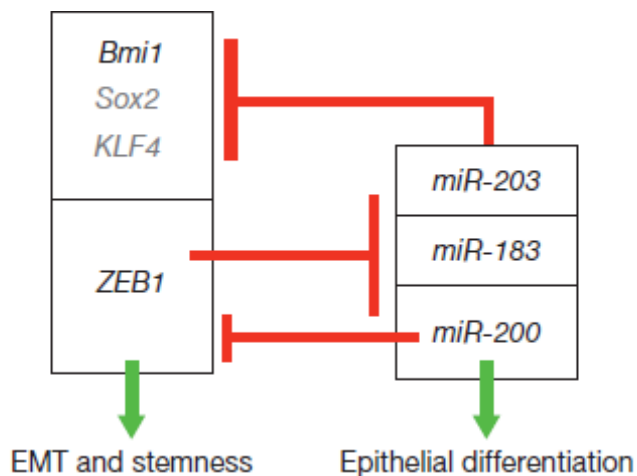 Bmi1
Sox2
KLF4
ZEB1
miR-203
miR-183
miR-200
EMT and stemness
Epithelial differentiation